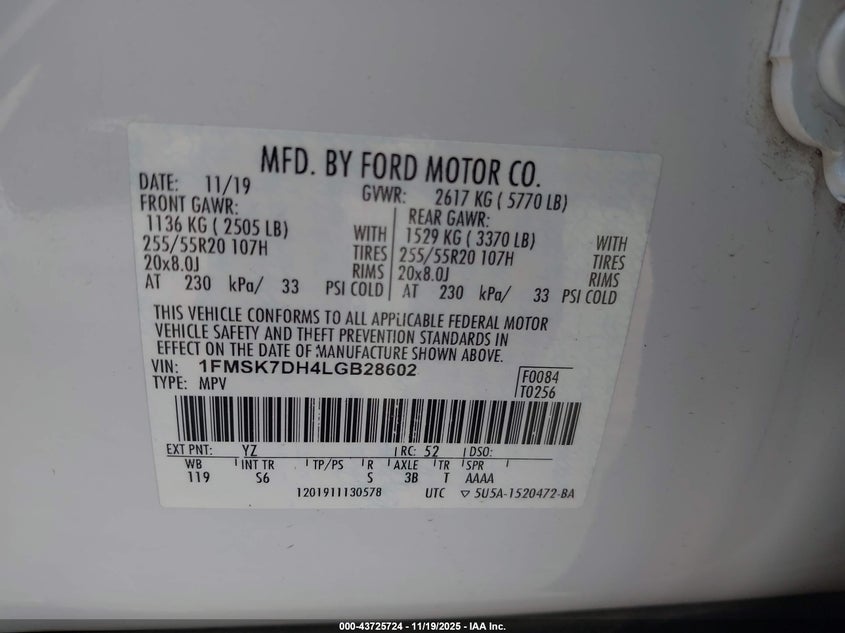 MFD. BY FORD MOTOR CO.
DATE: 11/19
GVWR: 2617 KG ( 5770 LB)
FRONT GAWR:
1136 KG ( 2505 LB)
WITH
255/55R20 107H
TIRES
20x8.0J
RIMS
AT 230 kPa/ 33 PSI COLD
REAR GAWR:
1529 KG ( 3370 LB)
WITH
255/55R20 107H
TIRES
20x8.0J
RIMS
AT 230 kPa/ 33 PSI COLD
THIS VEHICLE CONFORMS TO ALL APPLICABLE FEDERAL MOTOR
VEHICLE SAFETY AND THEFT PREVENTION STANDARDS IN
EFFECT ON THE DATE OF MANUFACTURE SHOWN ABOVE.
VIN: 1FMSK7DH4LGB28602
TYPE: MPV
F0084
T0256
EXT PNT: YZ RC: 52 DSO:
WB INT TR TP/PS R AXLE TR SPR
119 S6 S 3B T AAAA
1201911130578 UTC ▽ 5U5A-1520472-BA
000-43725724 - 11/19/2025 - IAA Inc.